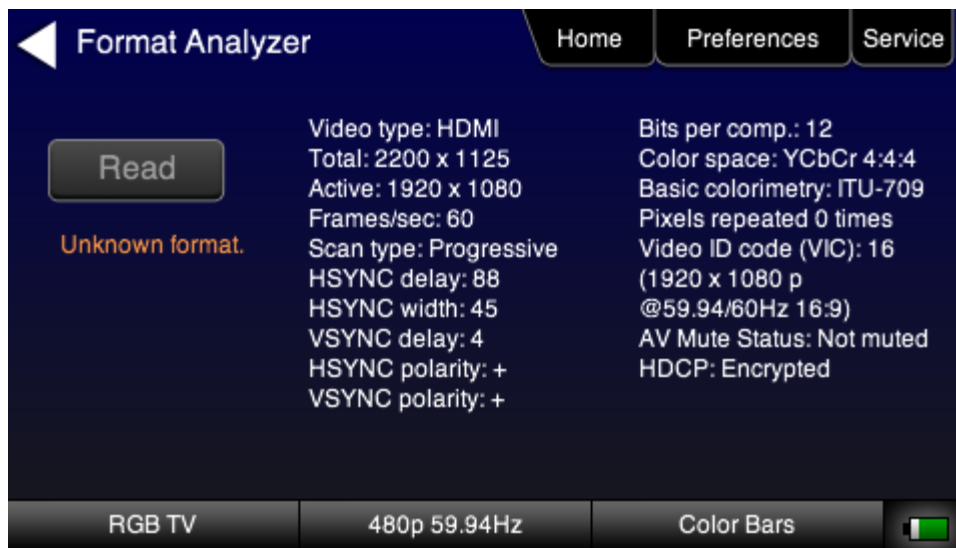 Format Analyzer
Home
Preferences
Service
Read
Unknown format.
Video type: HDMI
Total: 2200 x 1125
Active: 1920 x 1080
Frames/sec: 60
Scan type: Progressive
HSYNC delay: 88
HSYNC width: 45
VSYNC delay: 4
HSYNC polarity: +
VSYNC polarity: +
Bits per comp.: 12
Color space: YCbCr 4:4:4
Basic colorimetry: ITU-709
Pixels repeated 0 times
Video ID code (VIC): 16
(1920 x 1080 p
@59.94/60Hz 16:9)
AV Mute Status: Not muted
HDCP: Encrypted
RGB TV
480p 59.94Hz
Color Bars